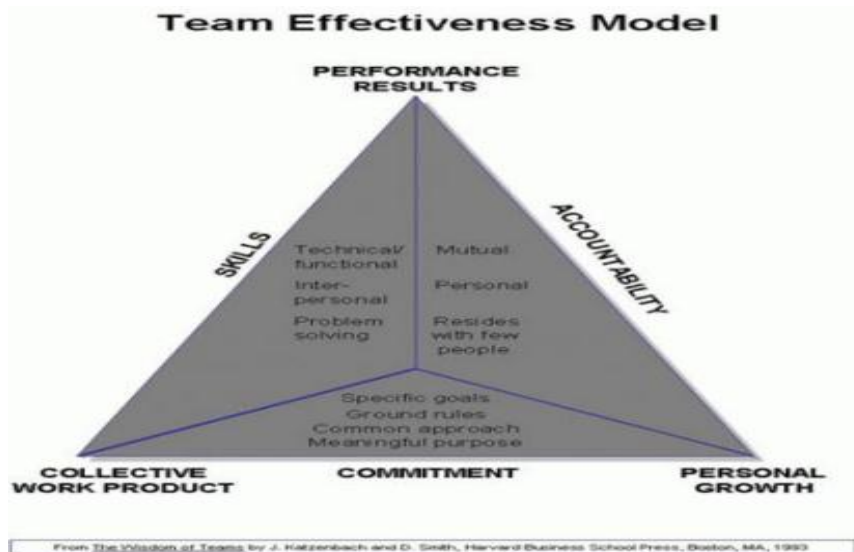 Team Effectiveness Model
PERFORMANCE
RESULTS
SKILLS
ACCOUNTABILITY
Technical/
functional
Inter-
personal
Problem
solving
Mutual
Personal
Resides
with few
people
Specific goals
Ground rules
Common approach
Meaningful purpose
COLLECTIVE
WORK PRODUCT
COMMITMENT
PERSONAL
GROWTH
From The Wisdom of Teams by J. Katzenbach and D. Smith, Harvard Business School Press, Boston, MA, 1993